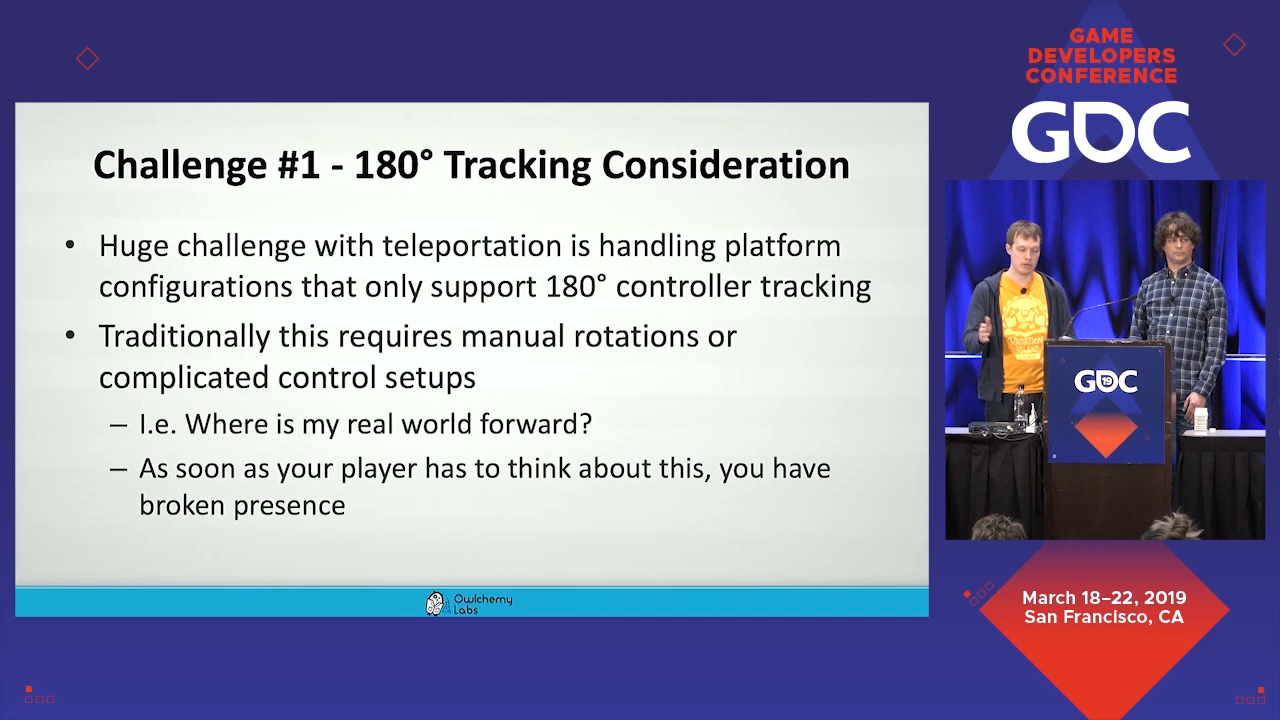 GAME
DEVELOPERS
CONFERENCE
GDC
Challenge #1 - 180° Tracking Consideration
• Huge challenge with teleportation is handling platform
configurations that only support 180° controller tracking
• Traditionally this requires manual rotations or
complicated control setups
– I.e. Where is my real world forward?
– As soon as your player has to think about this, you have
broken presence
Owlchemy
Labs
VACATION
ISLAND
GDC
19
March 18–22, 2019
San Francisco, CA